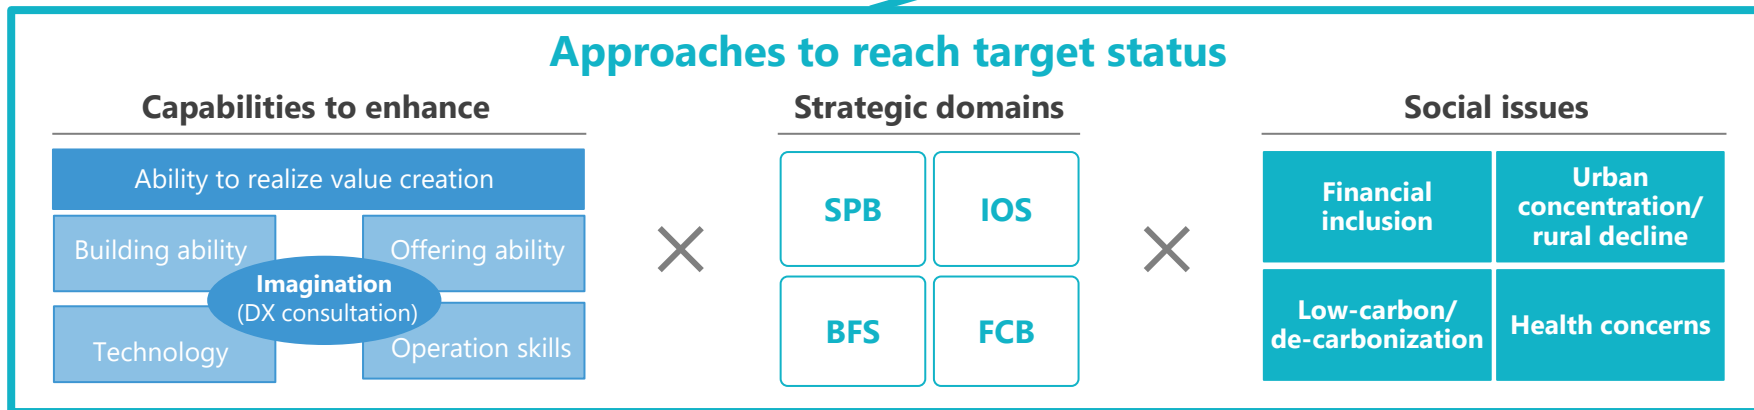 Approaches to reach target status
Capabilities to enhance
Ability to realize value creation
Building ability
Offering ability
Imagination
(DX consultation)
Technology
Operation skills
×
Strategic domains
SPB
IOS
BFS
FCB
×
Social issues
Financial
inclusion
Urban
concentration/
rural decline
Low-carbon/
de-carbonization
Health concerns